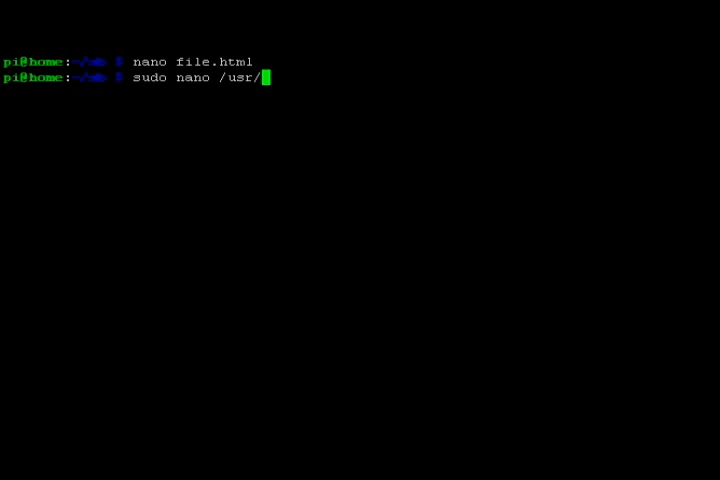 pi@home:~/ $ nano file.html
pi@home:~/ $ sudo nano /usr/